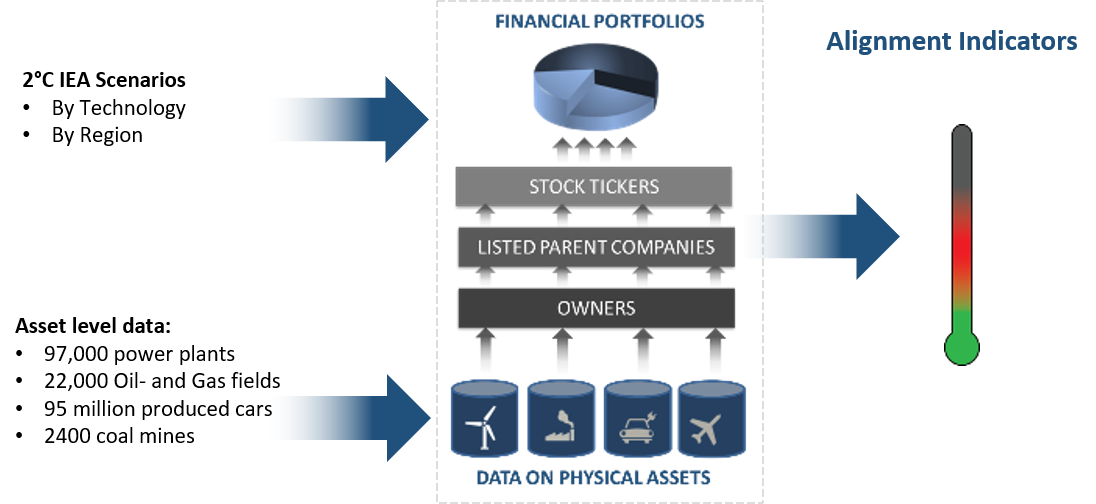 2°C IEA Scenarios
• By Technology
• By Region
Asset level data:
• 97,000 power plants
• 22,000 Oil- and Gas fields
• 95 million produced cars
• 2400 coal mines
FINANCIAL PORTFOLIOS
STOCK TICKERS
LISTED PARENT COMPANIES
OWNERS
DATA ON PHYSICAL ASSETS
Alignment Indicators